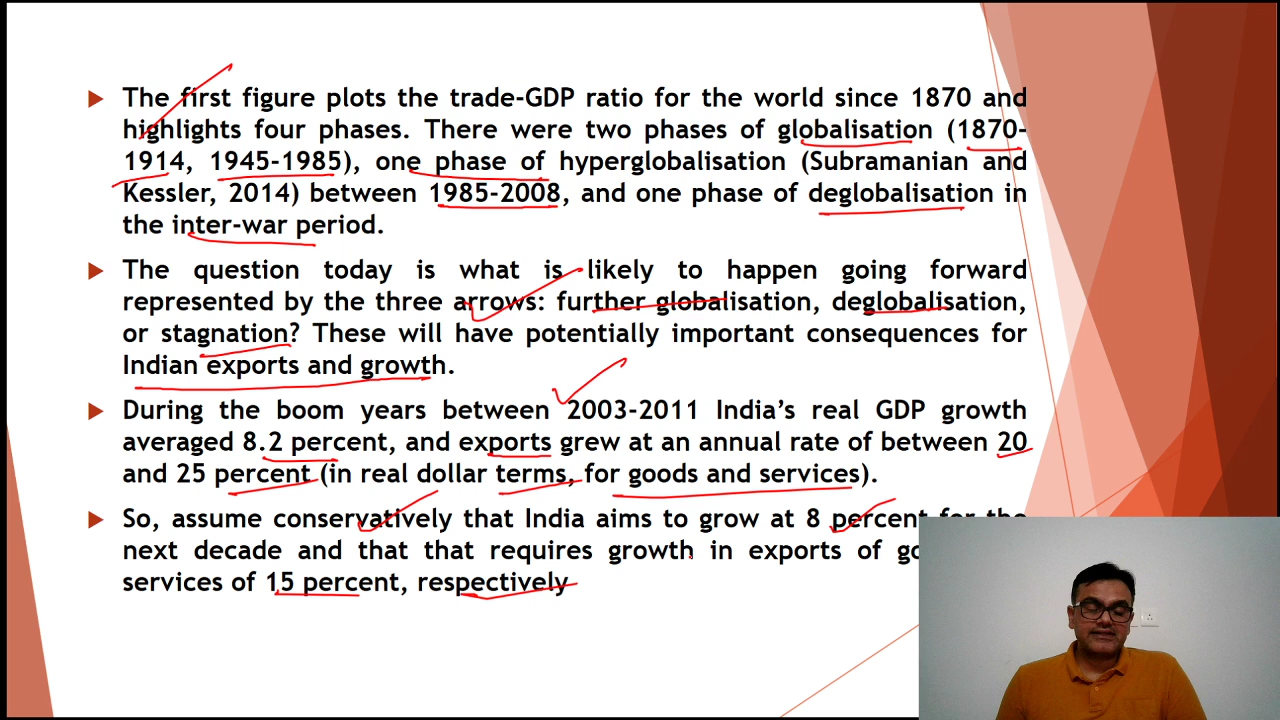 The first figure plots the trade-GDP ratio for the world since 1870 and
highlights four phases. There were two phases of globalisation (1870-
1914, 1945-1985), one phase of hyperglobalisation (Subramanian and
Kessler, 2014) between 1985-2008, and one phase of deglobalisation in
the inter-war period.
The question today is what is likely to happen going forward
represented by the three arrows: further globalisation, deglobalisation,
or stagnation? These will have potentially important consequences for
Indian exports and growth.
During the boom years between 2003-2011 India's real GDP growth
averaged 8.2 percent, and exports grew at an annual rate of between 20
and 25 percent (in real dollar terms, for goods and services).
So, assume conservatively that India aims to grow at 8 percent for the
next decade and that that requires growth in exports of
services of 15 percent, respectively